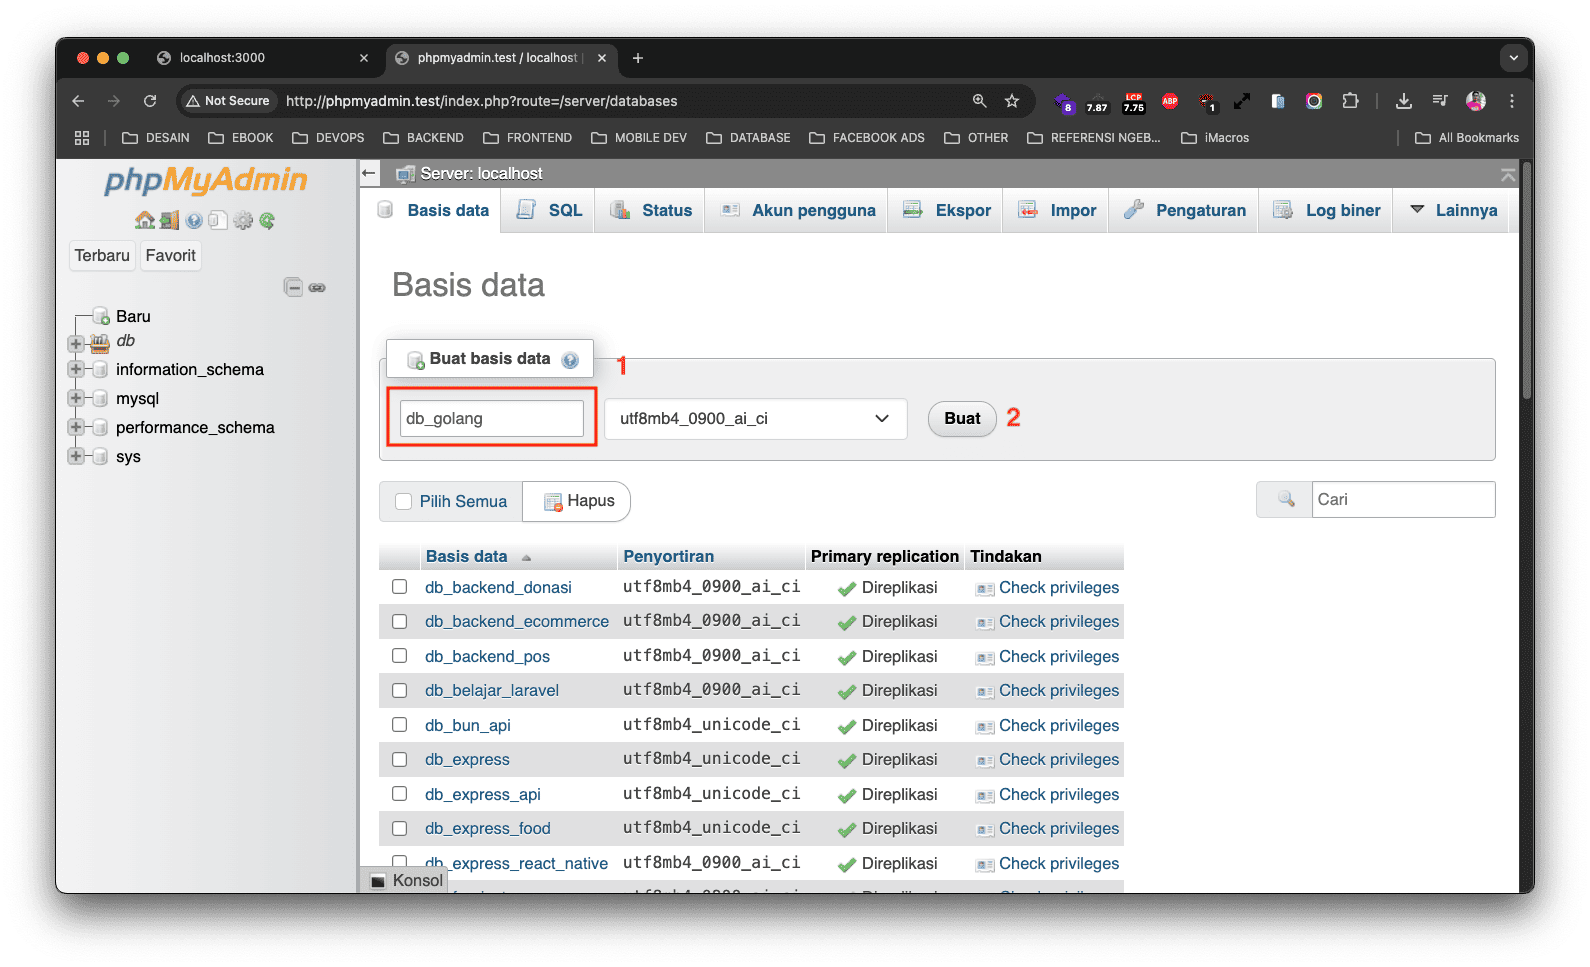 localhost:3000
phpmyadmin.test / localhost
Not Secure
http://phpmyadmin.test/index.php?route=/server/databases
8
7.87
LCP
7.75
ABP
1
DESAIN
EBOOK
DEVOPS
BACKEND
FRONTEND
MOBILE DEV
DATABASE
FACEBOOK ADS
OTHER
REFERENSI NGEB...
iMacros
All Bookmarks
phpMyAdmin
Terbaru
Favorit
Baru
db
information_schema
mysql
performance_schema
sys
Server: localhost
Basis data
SQL
Status
Akun pengguna
Ekspor
Impor
Pengaturan
Log biner
Lainnya
Basis data
Buat basis data
1
db_golang
utf8mb4_0900_ai_ci
Buat
2
Pilih Semua
Hapus
Cari
Basis data Penyortiran Primary replication Tindakan
db_backend_donasi utf8mb4_0900_ai_ci Direplikasi Check privileges
db_backend_ecommerce utf8mb4_0900_ai_ci Direplikasi Check privileges
db_backend_pos utf8mb4_0900_ai_ci Direplikasi Check privileges
db_belajar_laravel utf8mb4_0900_ai_ci Direplikasi Check privileges
db_bun_api utf8mb4_unicode_ci Direplikasi Check privileges
db_express utf8mb4_unicode_ci Direplikasi Check privileges
db_express_api utf8mb4_unicode_ci Direplikasi Check privileges
db_express_food utf8mb4_unicode_ci Direplikasi Check privileges
db_express_react_native utf8mb4_0900_ai_ci Direplikasi Check privileges
Konsol